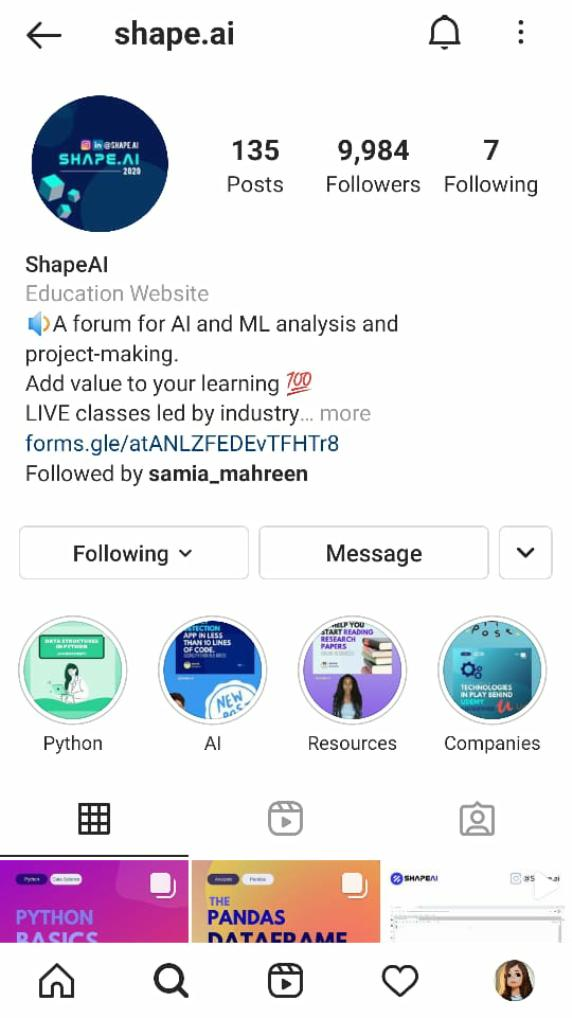 shape.ai
@SHAPE.AI
SHAPE.AI
2020
135
9,984
7
Posts
Followers
Following
ShapeAI
Education Website
🔊A forum for AI and ML analysis and
project-making.
Add value to your learning 💯
LIVE classes led by industry... more
forms.gle/atANLZFEDEvTFHTr8
Followed by samia_mahreen
Following
Message
DATA STRUCTURES
IN PYTHON
APP IN LESS
THAN 10 LINES
OF CODE.
NEW
HELP YOU
START READING
RESEARCH
PAPERS
TECHNOLOGIES
IN PLAY BEHIND
UDEMY
Python
AI
Resources
Companies
Python
Data Science
PYTHON
BASICS
Pandas
THE
PANDAS
DATAFRAME
SHAPEAI